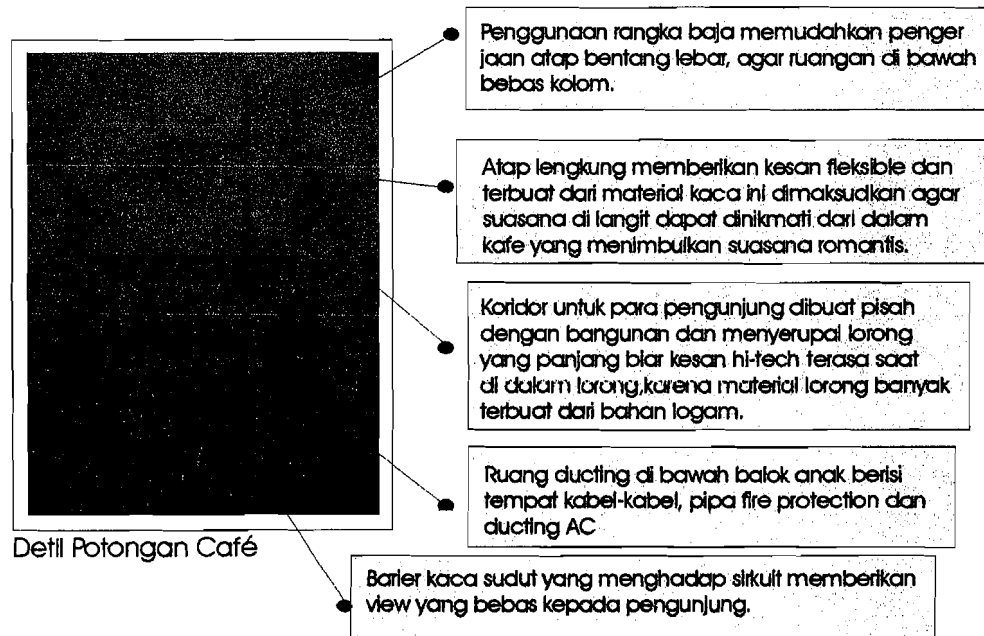 Penggunaan rangka baja memudahkan penger
jaan atap bentang lebar, agar ruangan di bawah
bebas kolom.
Atap lengkung memberikan kesan fleksible dan
terbuat dari material kaca ini dimaksudkan agar
suasana di langit dapat dinikmati dari dalam
kafe yang menimbulkan suasana romantis.
Koridor untuk para pengunjung dibuat pisah
dengan bangunan dan menyerupai lorong
yang panjang biar kesan hi-tech terasa saat
di dalam lorong,karena material lorong banyak
terbuat dari bahan logam.
Ruang ducting di bawah balok anak berisi
tempat kabel-kabel, pipa fire protection dan
ducting AC
Detil Potongan Café
Barier kaca sudut yang menghadap sirkuit memberikan
view yang bebas kepada pengunjung.